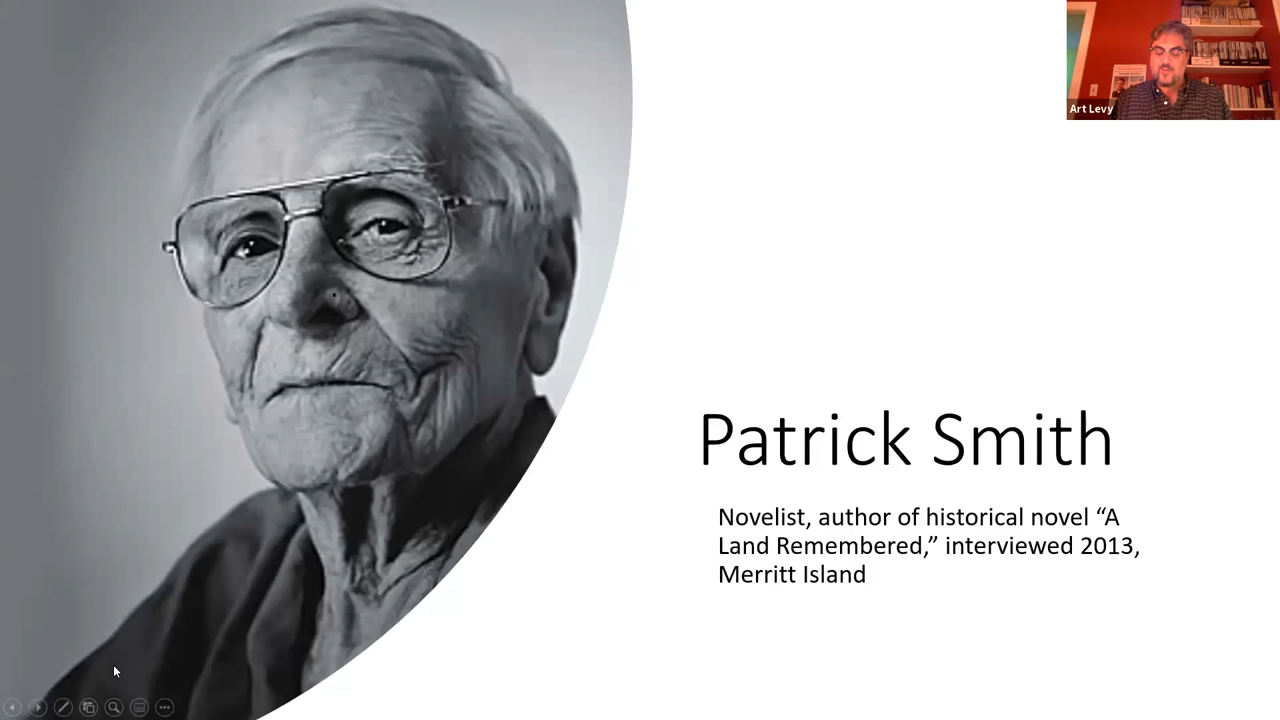 Art Levy
Patrick Smith
Novelist, author of historical novel “A
Land Remembered,” interviewed 2013,
Merritt Island